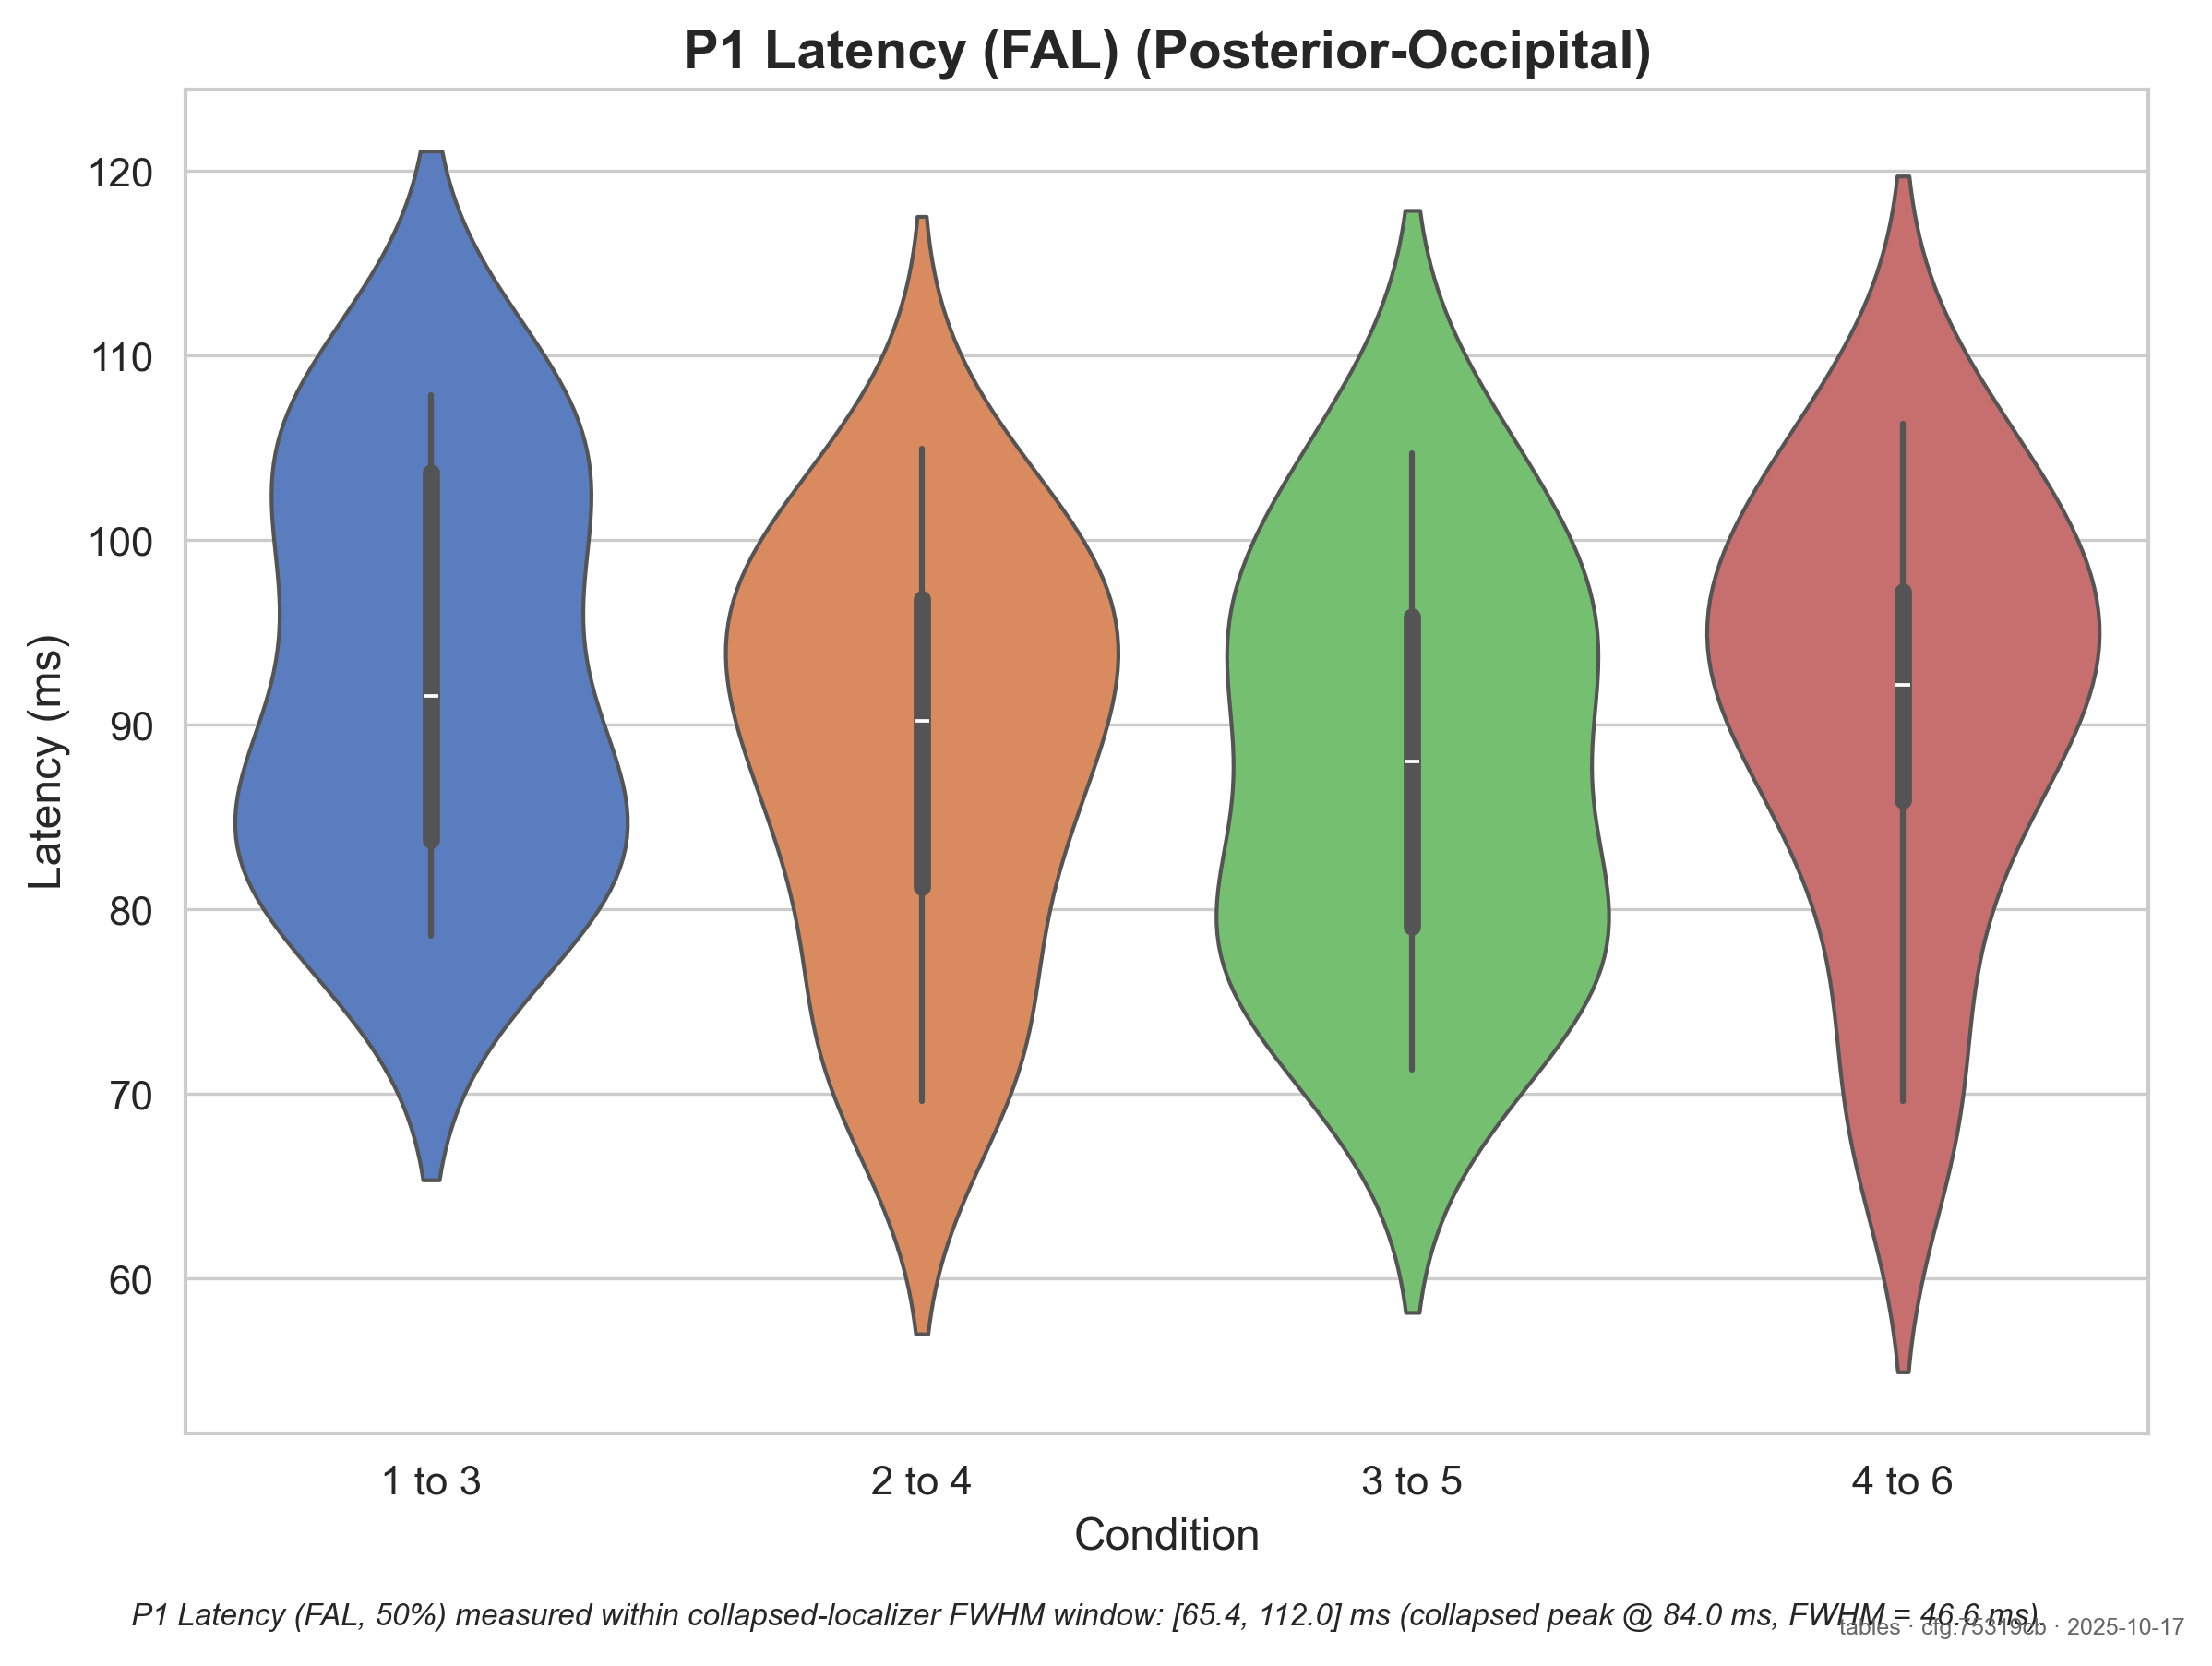 P1 Latency (FAL) (Posterior-Occipital)
Latency (ms)
120
110
100
90
80
70
60
1 to 3
2 to 4
3 to 5
4 to 6
Condition
P1 Latency (FAL, 50%) measured within collapsed-localizer FWHM window: [65.4, 112.0] ms (collapsed peak @ 84.0 ms, FWHM = 46.6 ms).
tables · cfg:75319cb · 2025-10-17